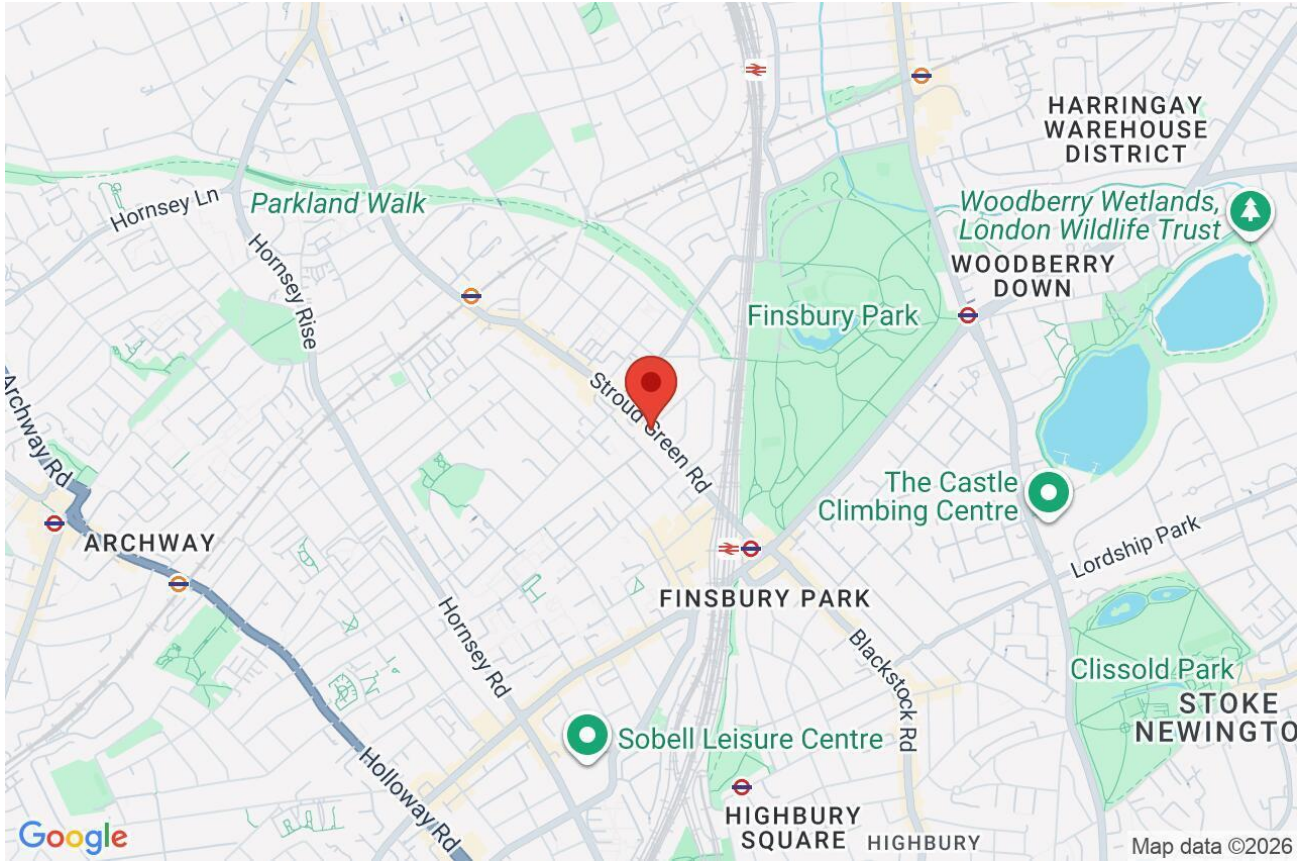 HARRINGAY
WAREHOUSE
DISTRICT
Hornsey Ln
Parkland Walk
Woodberry Wetlands,
London Wildlife Trust
Hornsey Rise
WOODBERRY
DOWN
Finsbury Park
Archway Rd
Stroud Green Rd
The Castle
Climbing Centre
ARCHWAY
Lordship Park
FINSBURY PARK
Hornsey Rd
Blackstock Rd
Clissold Park
STOKE
NEWINGTO
Sobell Leisure Centre
Holloway Rd
HIGHBURY
SQUARE
HIGHBURY
Google
Map data ©2026